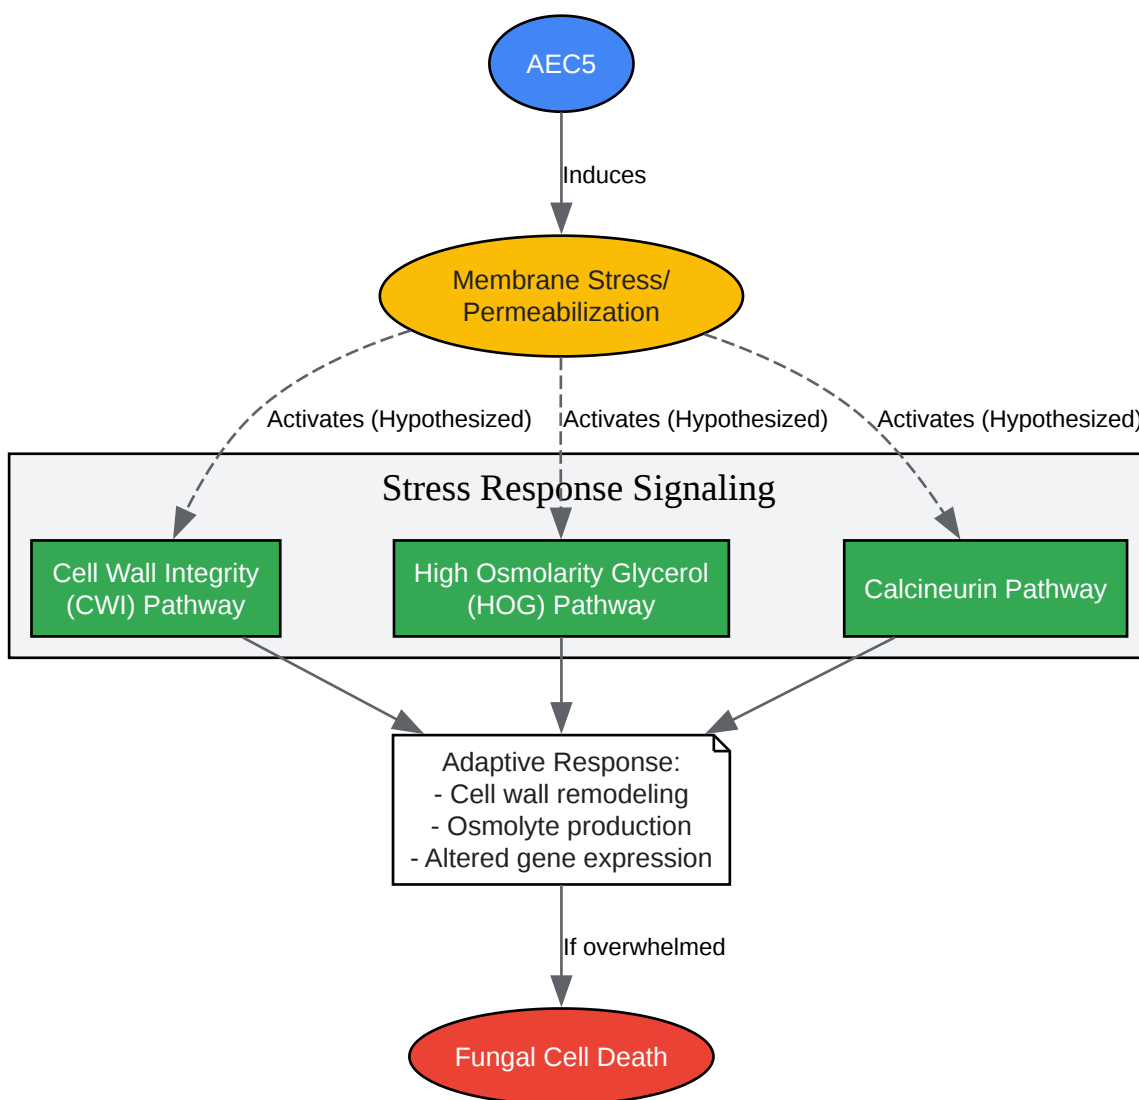 AEC5
Induces
Membrane Stress/
Permeabilization
Activates (Hypothesized)
Activates (Hypothesized)
Activates (Hypothesized)
Stress Response Signaling
Cell Wall Integrity
(CWI) Pathway
High Osmolarity Glycerol
(HOG) Pathway
Calcineurin Pathway
Adaptive Response:
- Cell wall remodeling
- Osmolyte production
- Altered gene expression
If overwhelmed
Fungal Cell Death